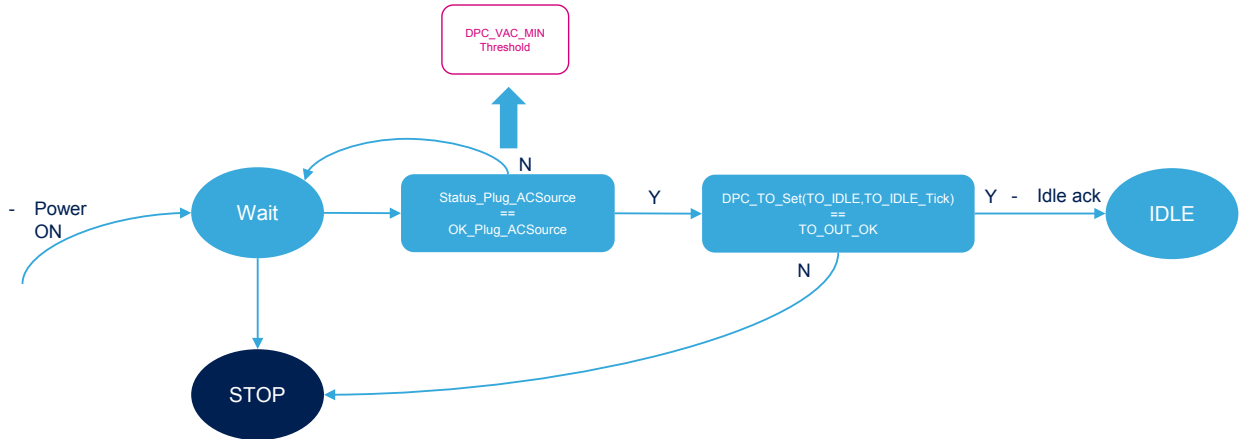 DPC_VAC_MIN
Threshold
N
- Power
ON
Wait
Status_Plug_ACSource
==
OK_Plug_ACSource
Y
DPC_TO_Set(TO_IDLE,TO_IDLE_Tick)
==
TO_OUT_OK
Y - Idle ack
IDLE
N
STOP